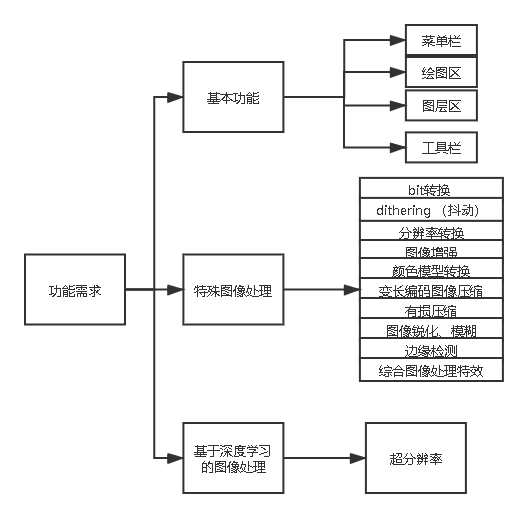 功能需求
基本功能
菜单栏
绘图区
图层区
工具栏
特殊图像处理
bit转换
dithering （抖动）
分辨率转换
图像增强
颜色模型转换
变长编码图像压缩
有损压缩
图像锐化、模糊
边缘检测
综合图像处理特效
基于深度学习
的图像处理
超分辨率